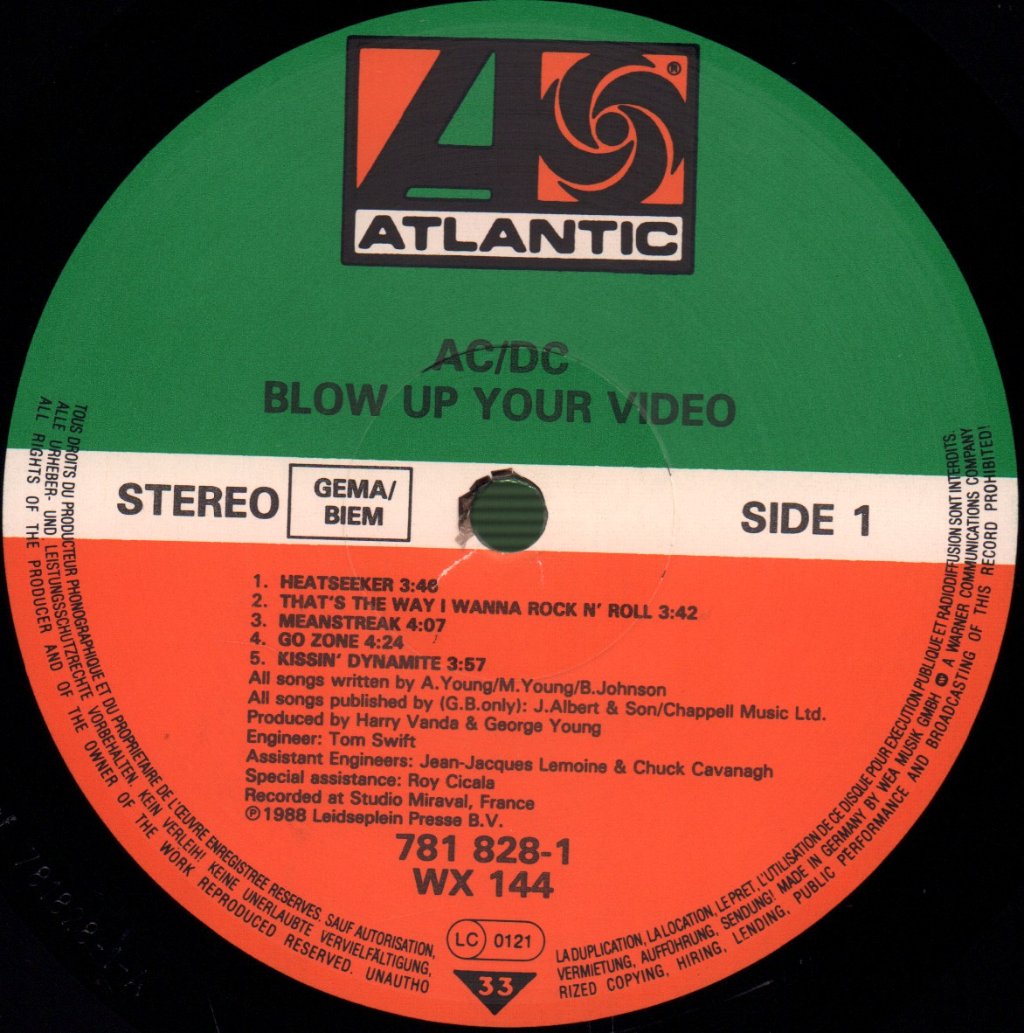 ®
ATLANTIC
AC/DC
BLOW UP YOUR VIDEO
STEREO
GEMA/
BIEM
SIDE 1
1. HEATSEEKER 3:46
2. THAT'S THE WAY I WANNA ROCK N' ROLL 3:42
3. MEANSTREAK 4:07
4. GO ZONE 4:24
5. KISSIN' DYNAMITE 3:57
All songs written by A.Young/M.Young/B.Johnson
All songs published by (G.B.only): J.Albert & Son/Chappell Music Ltd.
Produced by Harry Vanda & George Young
Engineer: Tom Swift
Assistant Engineers: Jean-Jacques Lemoine & Chuck Cavanagh
Special assistance: Roy Cicala
Recorded at Studio Miraval, France
℗1988 Leidseplein Presse B.V.
781 828-1
WX 144
LC 0121
33
TOUS DROITS DU PRODUCTEUR PHONOGRAPHIQUE ET DU PROPRIETAIRE DE L'ŒUVRE ENREGISTREE RESERVES. SAUF AUTORISATION, LA DUPLICATION, LA LOCATION, LE PRET, L'UTILISATION DE CE DISQUE POUR EXECUTION PUBLIQUE ET RADIODIFFUSION SONT INTERDITS.
ALLE URHEBER- UND LEISTUNGSSCHUTZRECHTE VORBEHALTEN. KEIN VERLEIH! KEINE UNERLAUBTE VERVIELFÄLTIGUNG, VERMIETUNG, AUFFÜHRUNG, SENDUNG! MADE IN GERMANY BY WEA MUSIK GMBH A WARNER COMMUNICATIONS COMPANY
ALL RIGHTS OF THE PRODUCER AND OF THE OWNER OF THE WORK REPRODUCED RESERVED. UNAUTHORIZED COPYING, HIRING, LENDING, PUBLIC PERFORMANCE AND BROADCASTING OF THIS RECORD PROHIBITED!